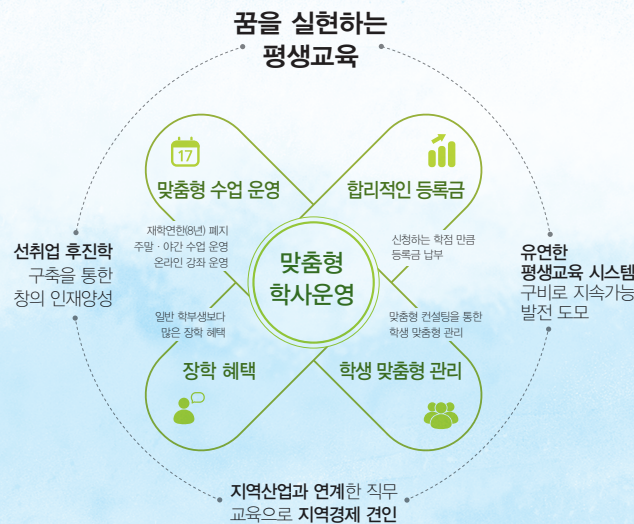 꿈을 실현하는
평생교육
17
맞춤형 수업 운영
합리적인 등록금
재학연한(8년) 폐지
주말 · 야간 수업 운영
온라인 강좌 운영
신청하는 학점 만큼
등록금 납부
선취업 후진학
구축을 통한
창의 인재양성
맞춤형
학사운영
유연한
평생교육 시스템
구비로 지속가능
발전 도모
일반 학부생보다
많은 장학 혜택
맞춤형 컨설팅을 통한
학생 맞춤형 관리
장학 혜택
학생 맞춤형 관리
지역산업과 연계한 직무
교육으로 지역경제 견인